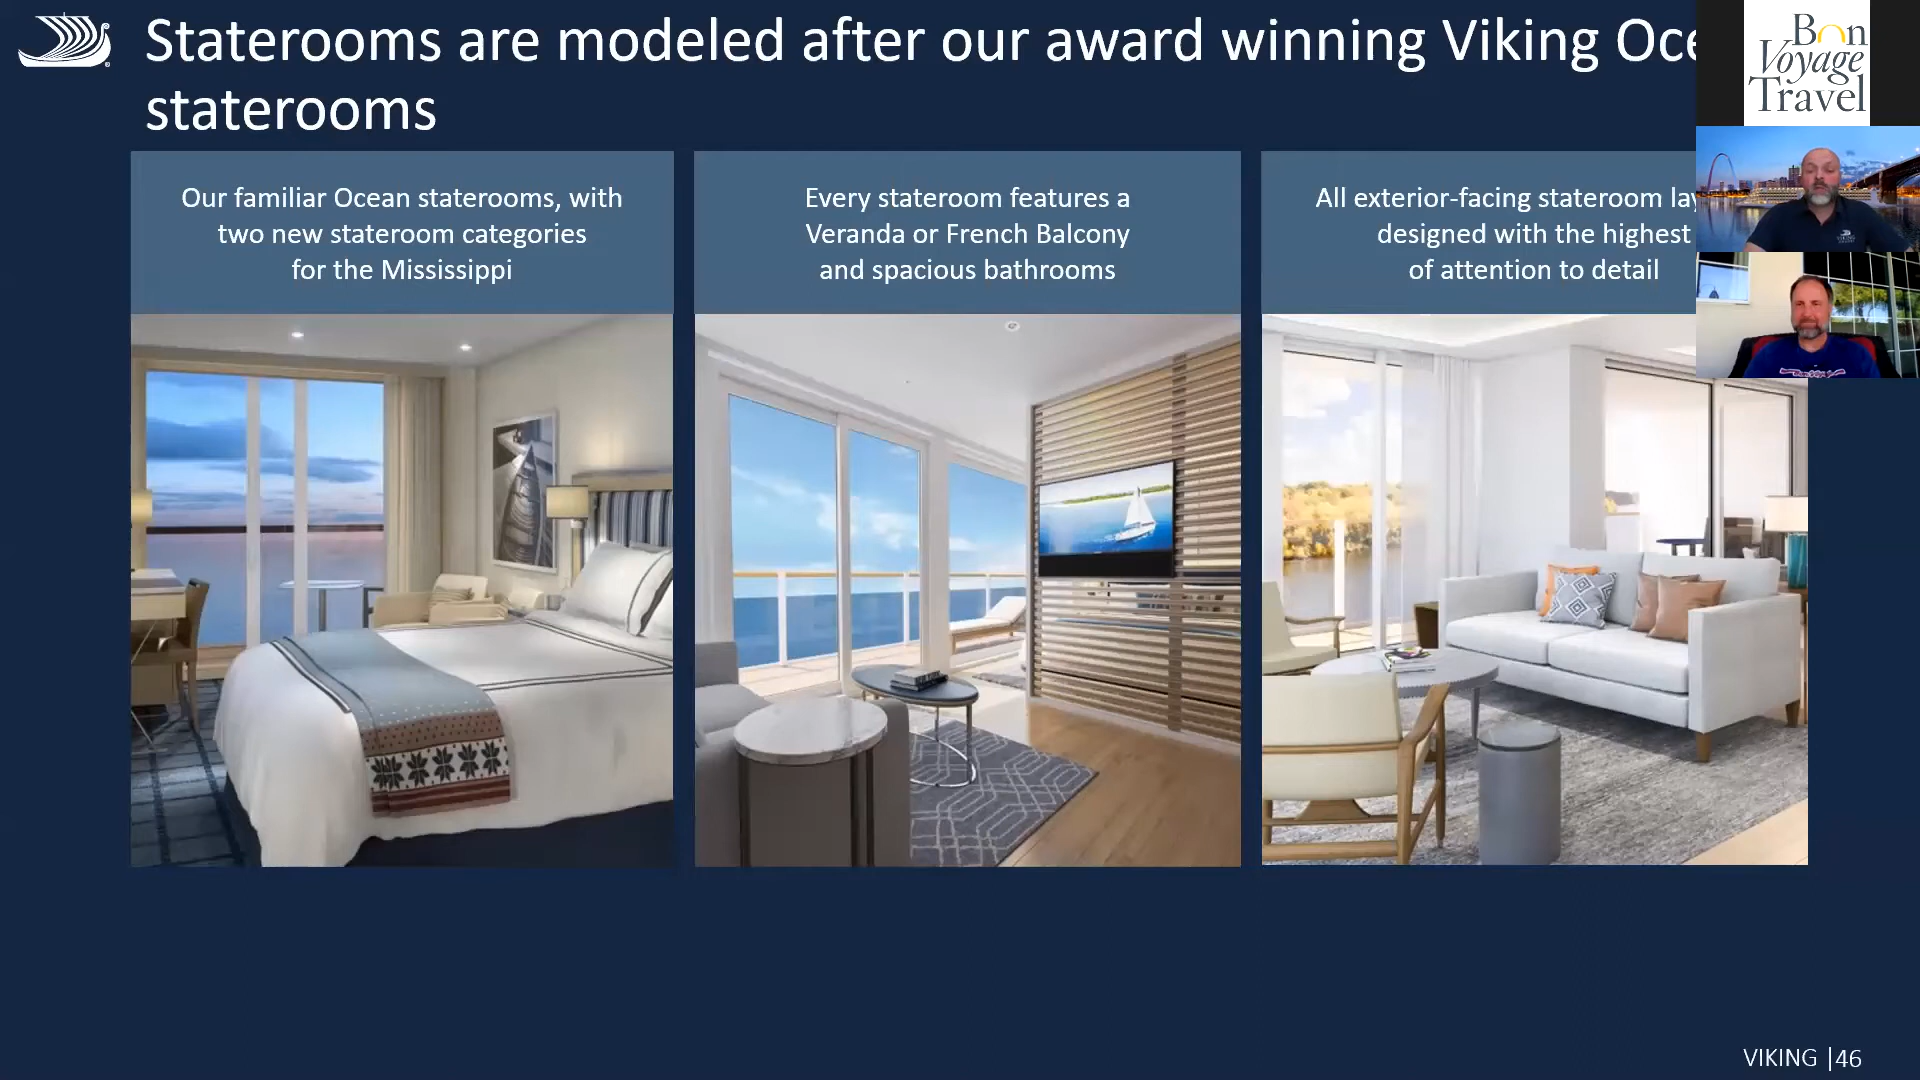 Staterooms are modeled after our award winning Viking Oce
staterooms
Bon
Voyage
Travel
Our familiar Ocean staterooms, with
two new stateroom categories
for the Mississippi
Every stateroom features a
Veranda or French Balcony
and spacious bathrooms
All exterior-facing stateroom lay
designed with the highest
of attention to detail
VIKING |46